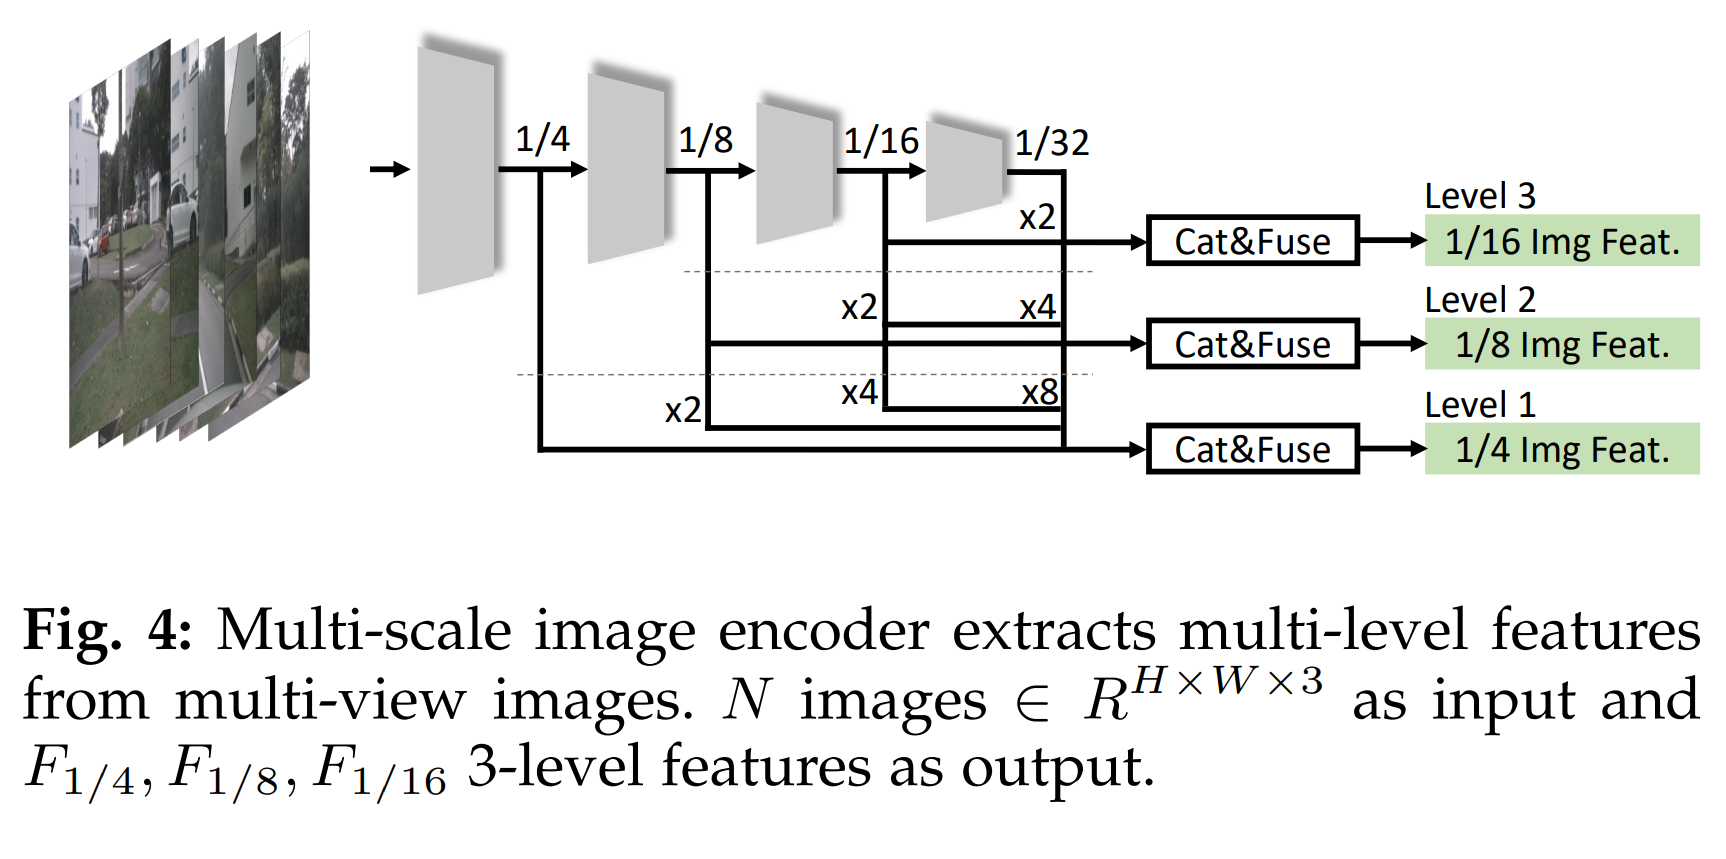 1/4
1/8
1/16
1/32
x2
x2
x4
x2
x4
x8
Cat&Fuse
Level 3
1/16 Img Feat.
Cat&Fuse
Level 2
1/8 Img Feat.
Cat&Fuse
Level 1
1/4 Img Feat.
Fig. 4: Multi-scale image encoder extracts multi-level features
from multi-view images. N images ∈ R^{H×W×3} as input and
F_{1/4}, F_{1/8}, F_{1/16} 3-level features as output.